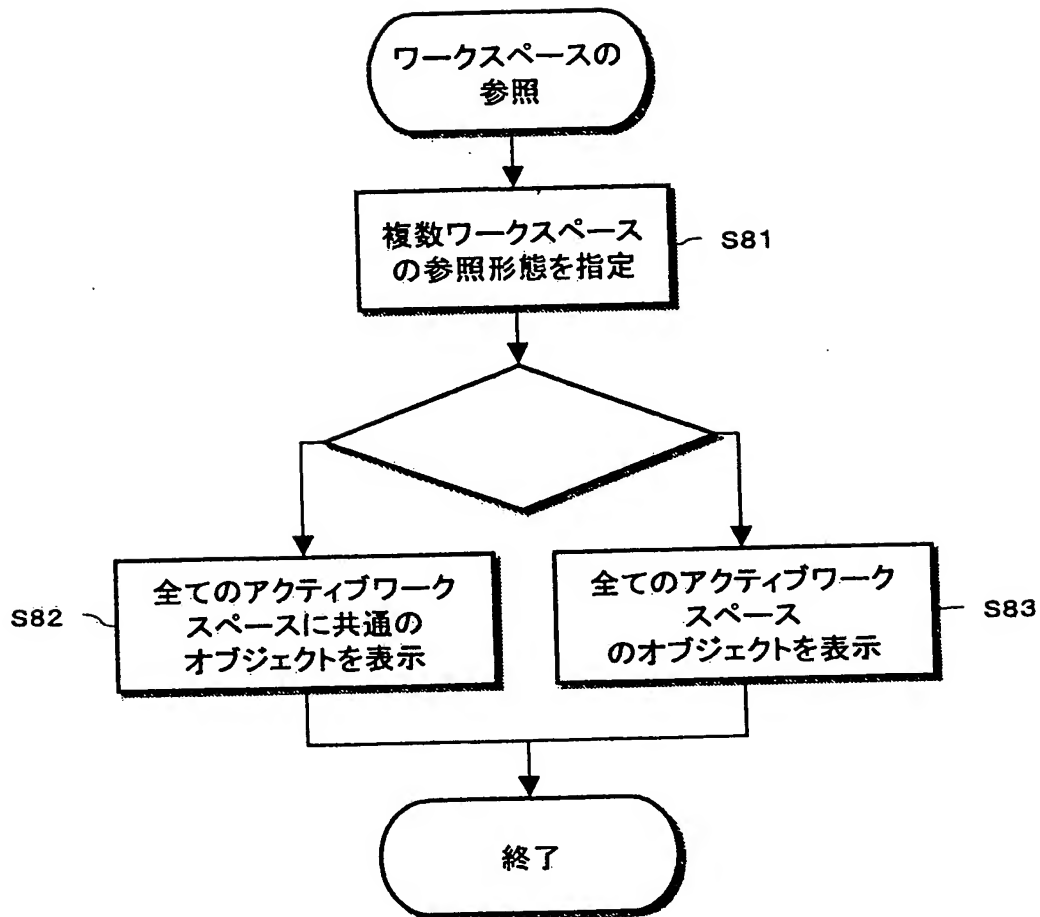 ワークスペースの
参照
複数ワークスペース
の参照形態を指定
S81
全てのアクティブワーク
スペースに共通の
オブジェクトを表示
S82
全てのアクティブワーク
スペース
のオブジェクトを表示
S83
終了